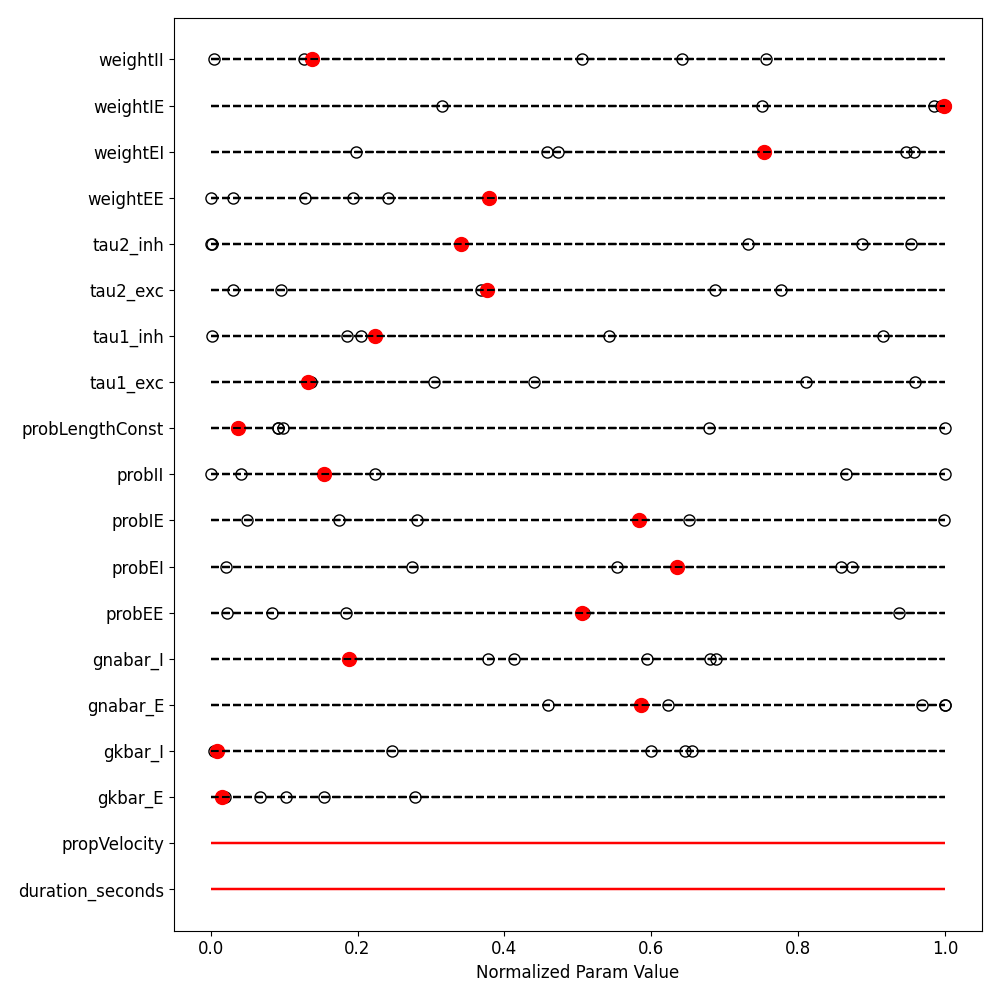 weightII
weightIE
weightEI
weightEE
tau2_inh
tau2_exc
tau1_inh
tau1_exc
probLengthConst
probII
probIE
probEI
probEE
gnabar_I
gnabar_E
gkbar_I
gkbar_E
propVelocity
duration_seconds
0.0 0.2 0.4 0.6 0.8 1.0
Normalized Param Value